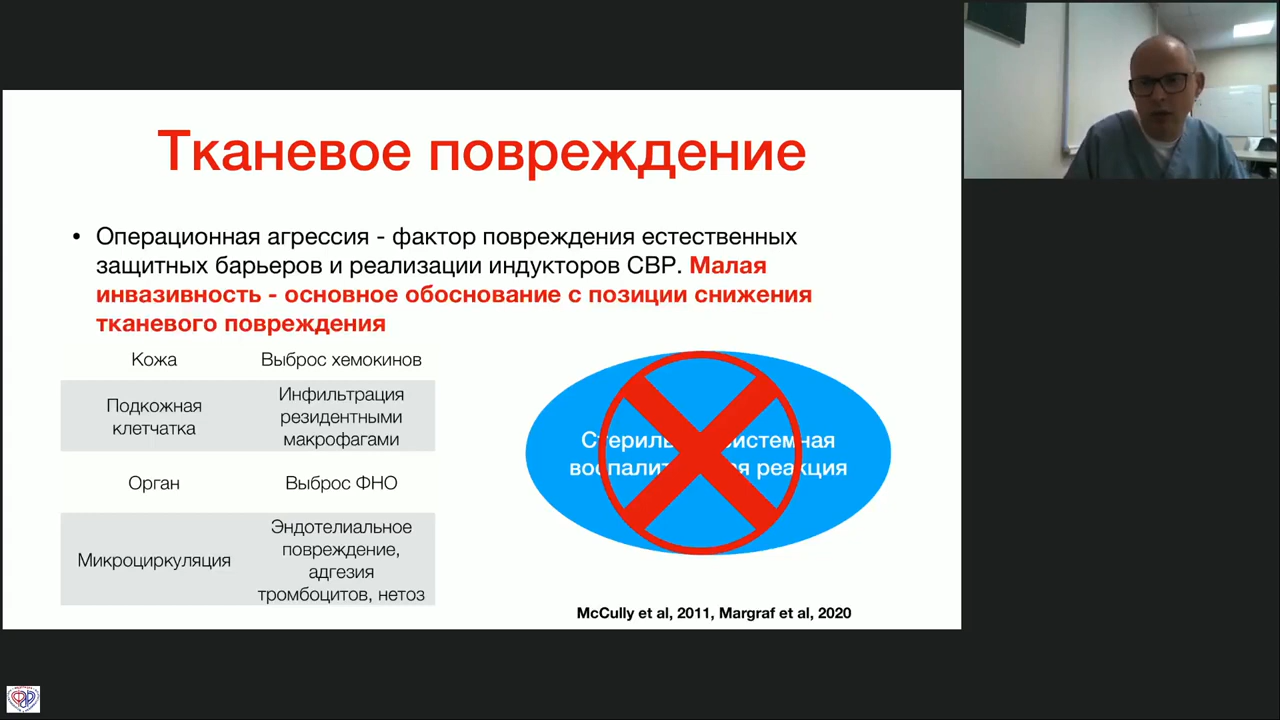 Тканевое повреждение
• Операционная агрессия - фактор повреждения естественных
защитных барьеров и реализации индукторов СВР. Малая
инвазивность - основное обоснование с позиции снижения
тканевого повреждения
Кожа
Выброс хемокинов
Подкожная
клетчатка
Инфильтрация
резидентными
макрофагами
Орган
Выброс ФНО
Микроциркуляция
Эндотелиальное
повреждение,
адгезия
тромбоцитов, нетоз
реакция
McCully et al, 2011, Margraf et al, 2020